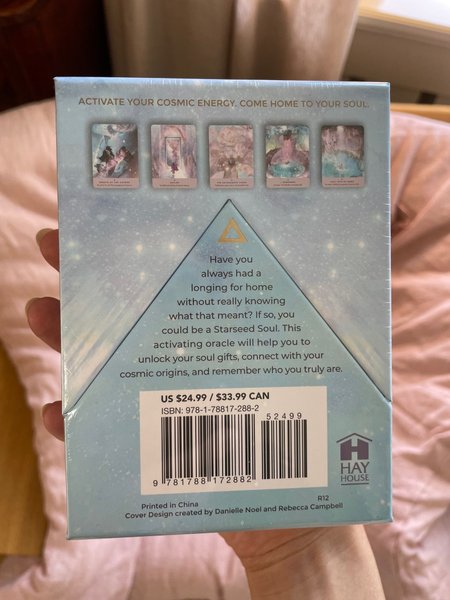 ACTIVATE YOUR COSMIC ENERGY. COME HOME TO YOUR SOUL.
Have you
always had a
longing for home
without really knowing
what that meant? If so, you
could be a Starseed Soul. This
activating oracle will help you to
unlock your soul gifts, connect with your
cosmic origins, and remember who you truly are.
US $24.99 / $33.99 CAN
ISBN: 978-1-78817-288-2
52499
9 781788 172882
HAY
HOUSE
Printed in China
R12
Cover Design created by Danielle Noel and Rebecca Campbell